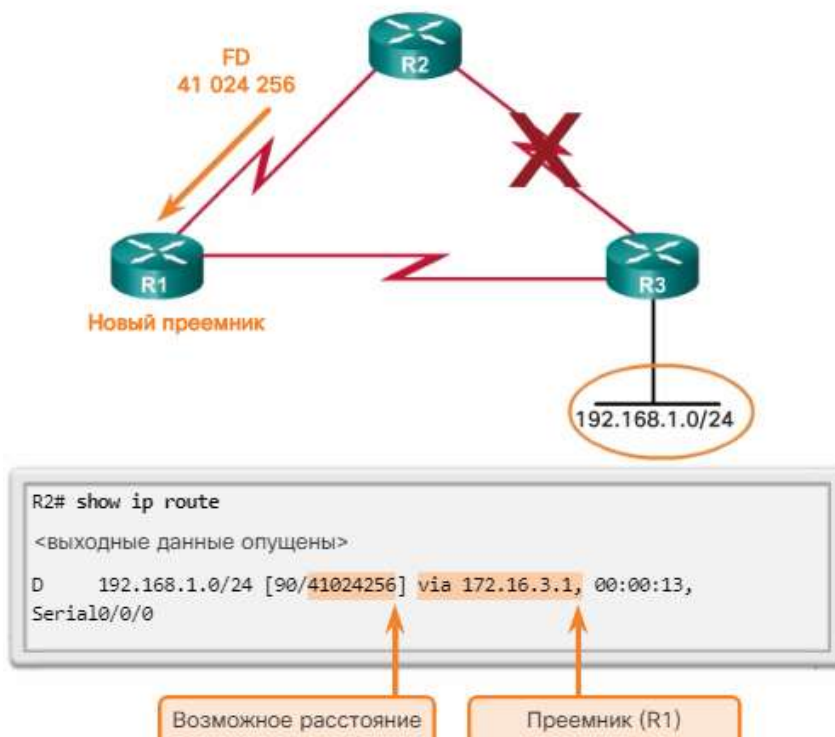 R2
FD
41 024 256
R1
R3
Новый преемник
192.168.1.0/24
R2# show ip route
<выходные данные опущены>
D 192.168.1.0/24 [90/41024256] via 172.16.3.1, 00:00:13,
Serial0/0/0
Возможное расстояние
Преемник (R1)